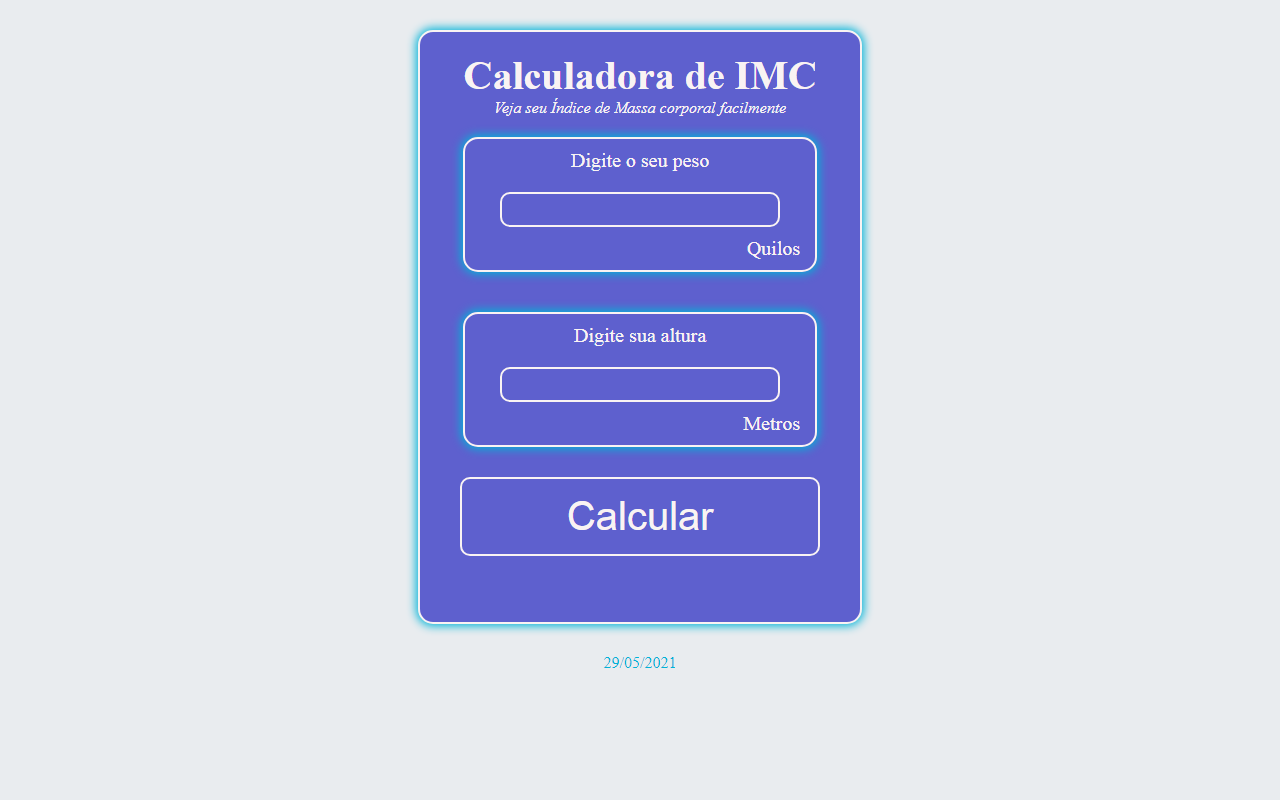 Calculadora de IMC
Veja seu Índice de Massa corporal facilmente
Digite o seu peso
Quilos
Digite sua altura
Metros
Calcular
29/05/2021